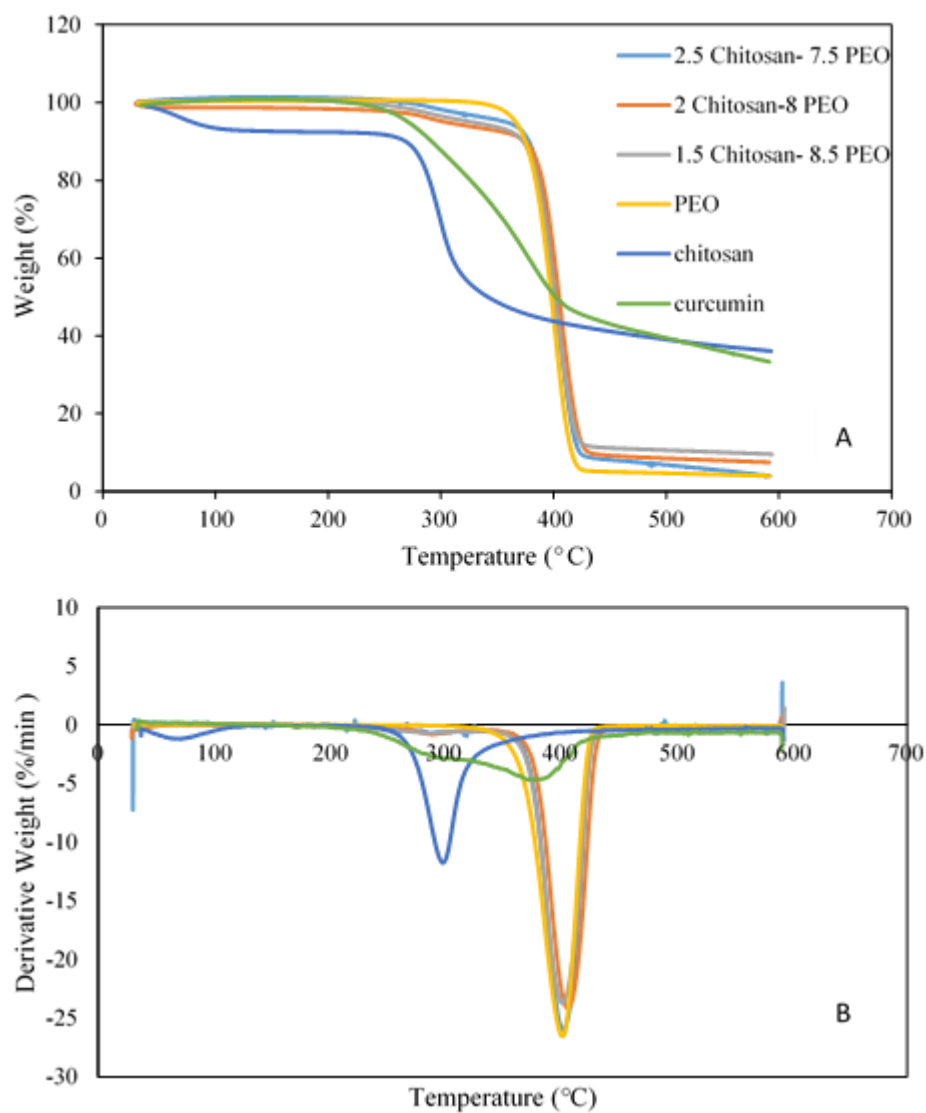 120
100
80
60
40
20
0
Weight (%)
2.5 Chitosan- 7.5 PEO
2 Chitosan-8 PEO
1.5 Chitosan- 8.5 PEO
PEO
chitosan
curcumin
A
0 100 200 300 400 500 600 700
Temperature (°C)
10
5
0
-5
-10
-15
-20
-25
-30
Derivative Weight (%/min )
0 100 200 300 400 500 600 700
B
Temperature (°C)